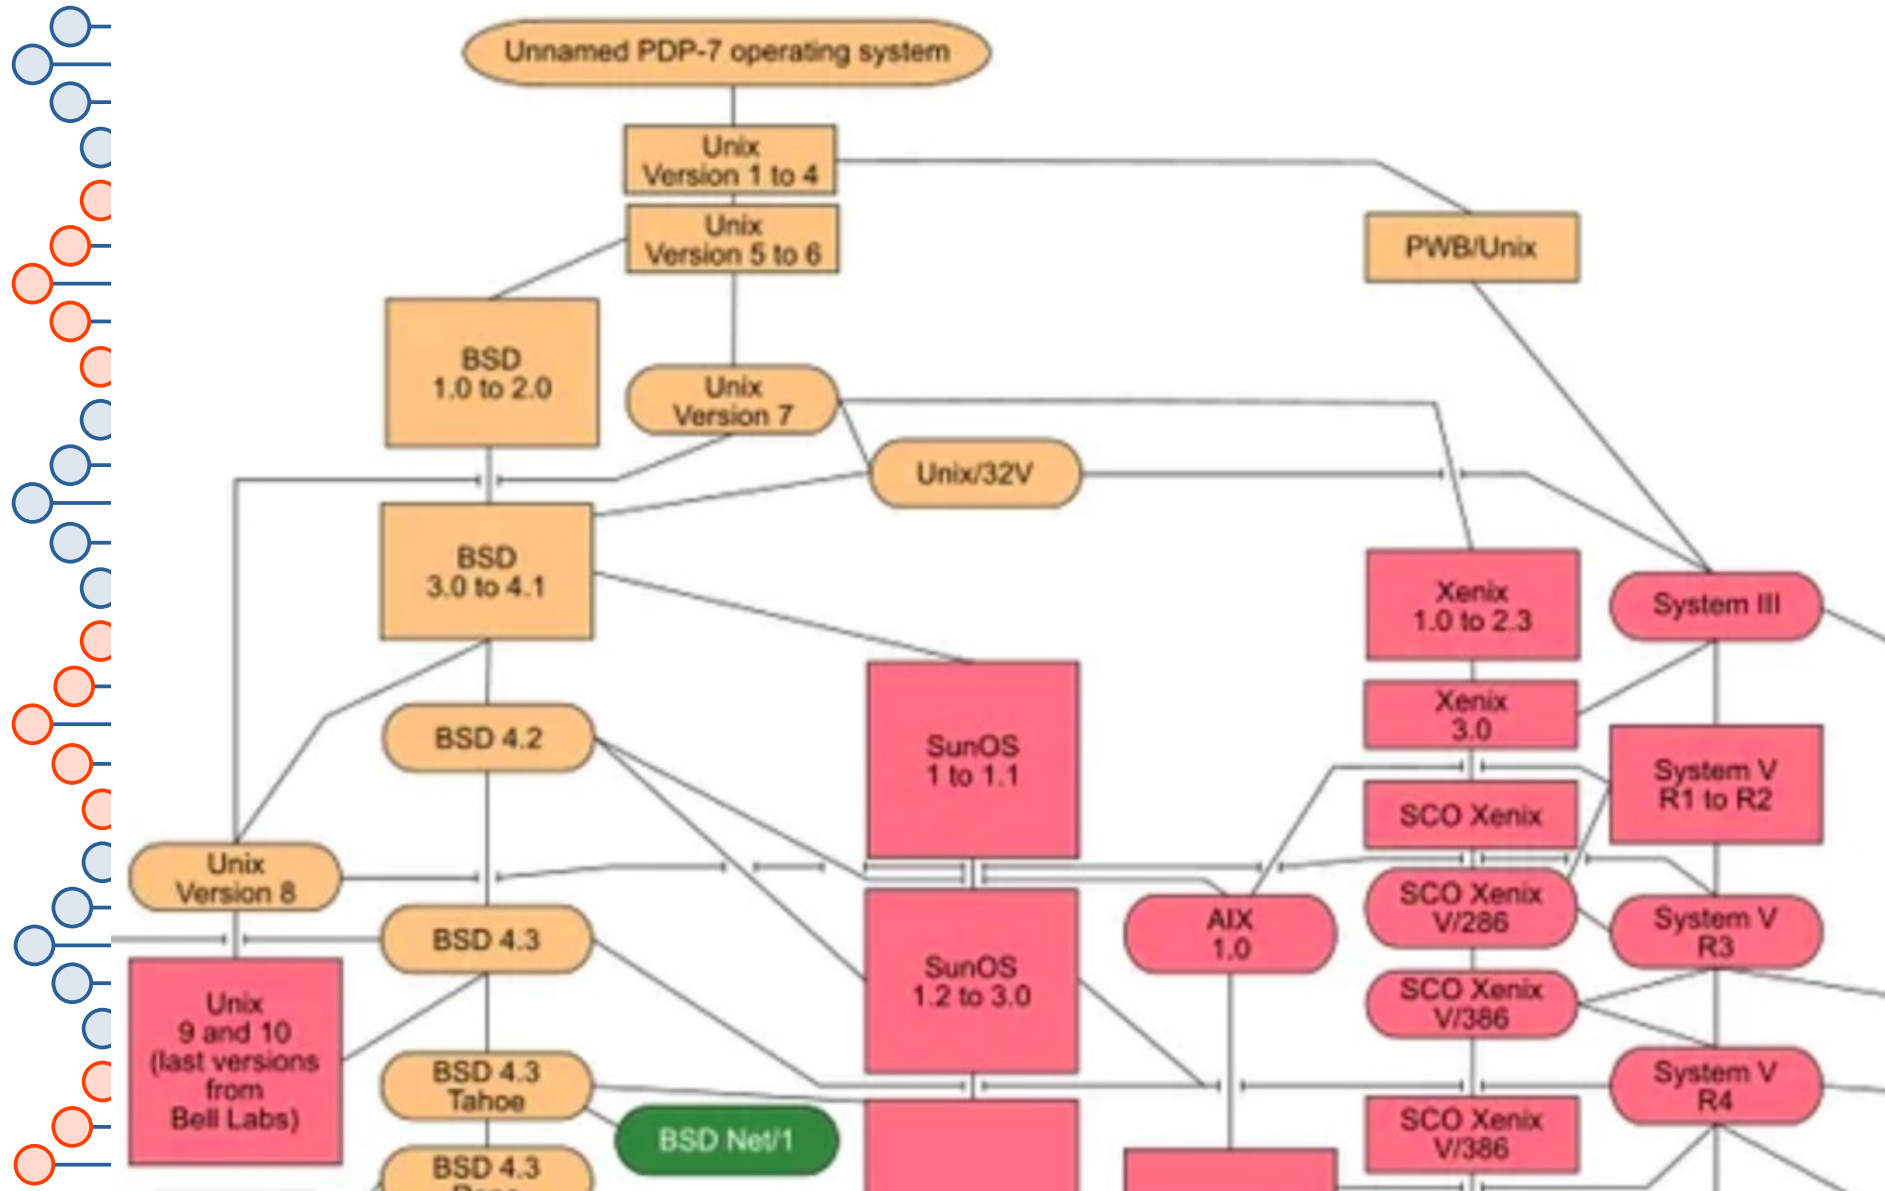 Unnamed PDP-7 operating system
Unix
Version 1 to 4
Unix
Version 5 to 6
PWB/Unix
BSD
1.0 to 2.0
Unix
Version 7
Unix/32V
BSD
3.0 to 4.1
Xenix
1.0 to 2.3
System III
Xenix
3.0
BSD 4.2
SunOS
1 to 1.1
System V
R1 to R2
SCO Xenix
Unix
Version 8
SCO Xenix
V/286
AIX
1.0
System V
R3
BSD 4.3
SunOS
1.2 to 3.0
SCO Xenix
V/386
Unix
9 and 10
(last versions
from
Bell Labs)
BSD 4.3
Tahoe
System V
R4
BSD Net/1
SCO Xenix
V/386
BSD 4.3